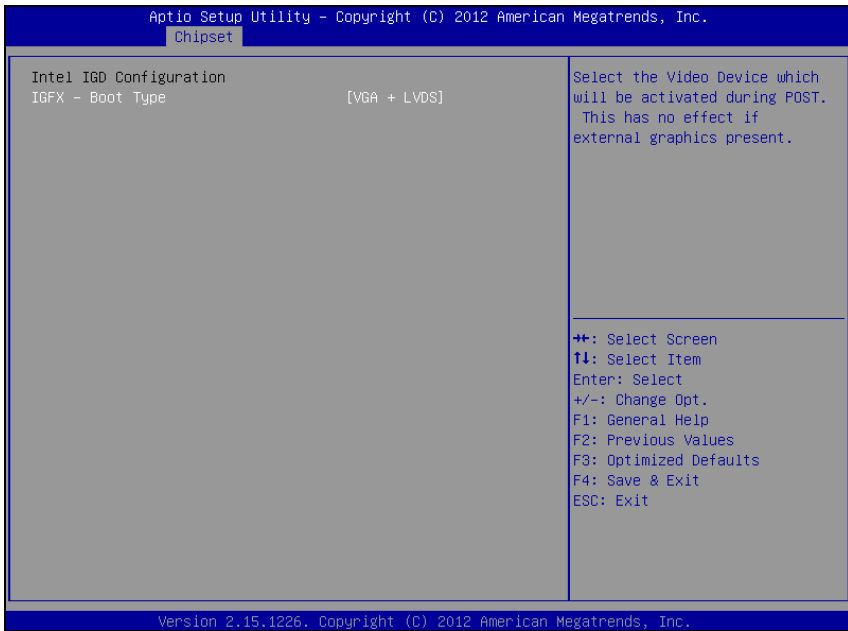 Aptio Setup Utility – Copyright (C) 2012 American Megatrends, Inc.
Chipset
Intel IGD Configuration
IGFX – Boot Type [VGA + LVDS]
Select the Video Device which
will be activated during POST.
This has no effect if
external graphics present.
→←: Select Screen
↑↓: Select Item
Enter: Select
+/-: Change Opt.
F1: General Help
F2: Previous Values
F3: Optimized Defaults
F4: Save & Exit
ESC: Exit
Version 2.15.1226. Copyright (C) 2012 American Megatrends, Inc.